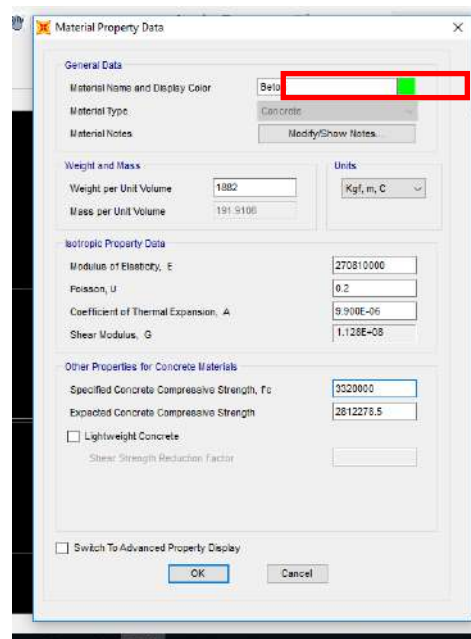 Material Property Data
General Data
Material Name and Display Color Beto
Material Type Concrete
Material Notes Modify/Show Notes...
Weight and Mass Units
Weight per Unit Volume 1882 Kgf, m, C
Mass per Unit Volume 191.9106
Isotropic Property Data
Modulus of Elasticity, E 270810000
Poisson, U 0.2
Coefficient of Thermal Expansion, A 9.900E-06
Shear Modulus, G 1.128E+08
Other Properties for Concrete Materials
Specified Concrete Compressive Strength, f'c 3320000
Expected Concrete Compressive Strength 2812278.5
Lightweight Concrete
Shear Strength Reduction Factor
Switch To Advanced Property Display
OK Cancel